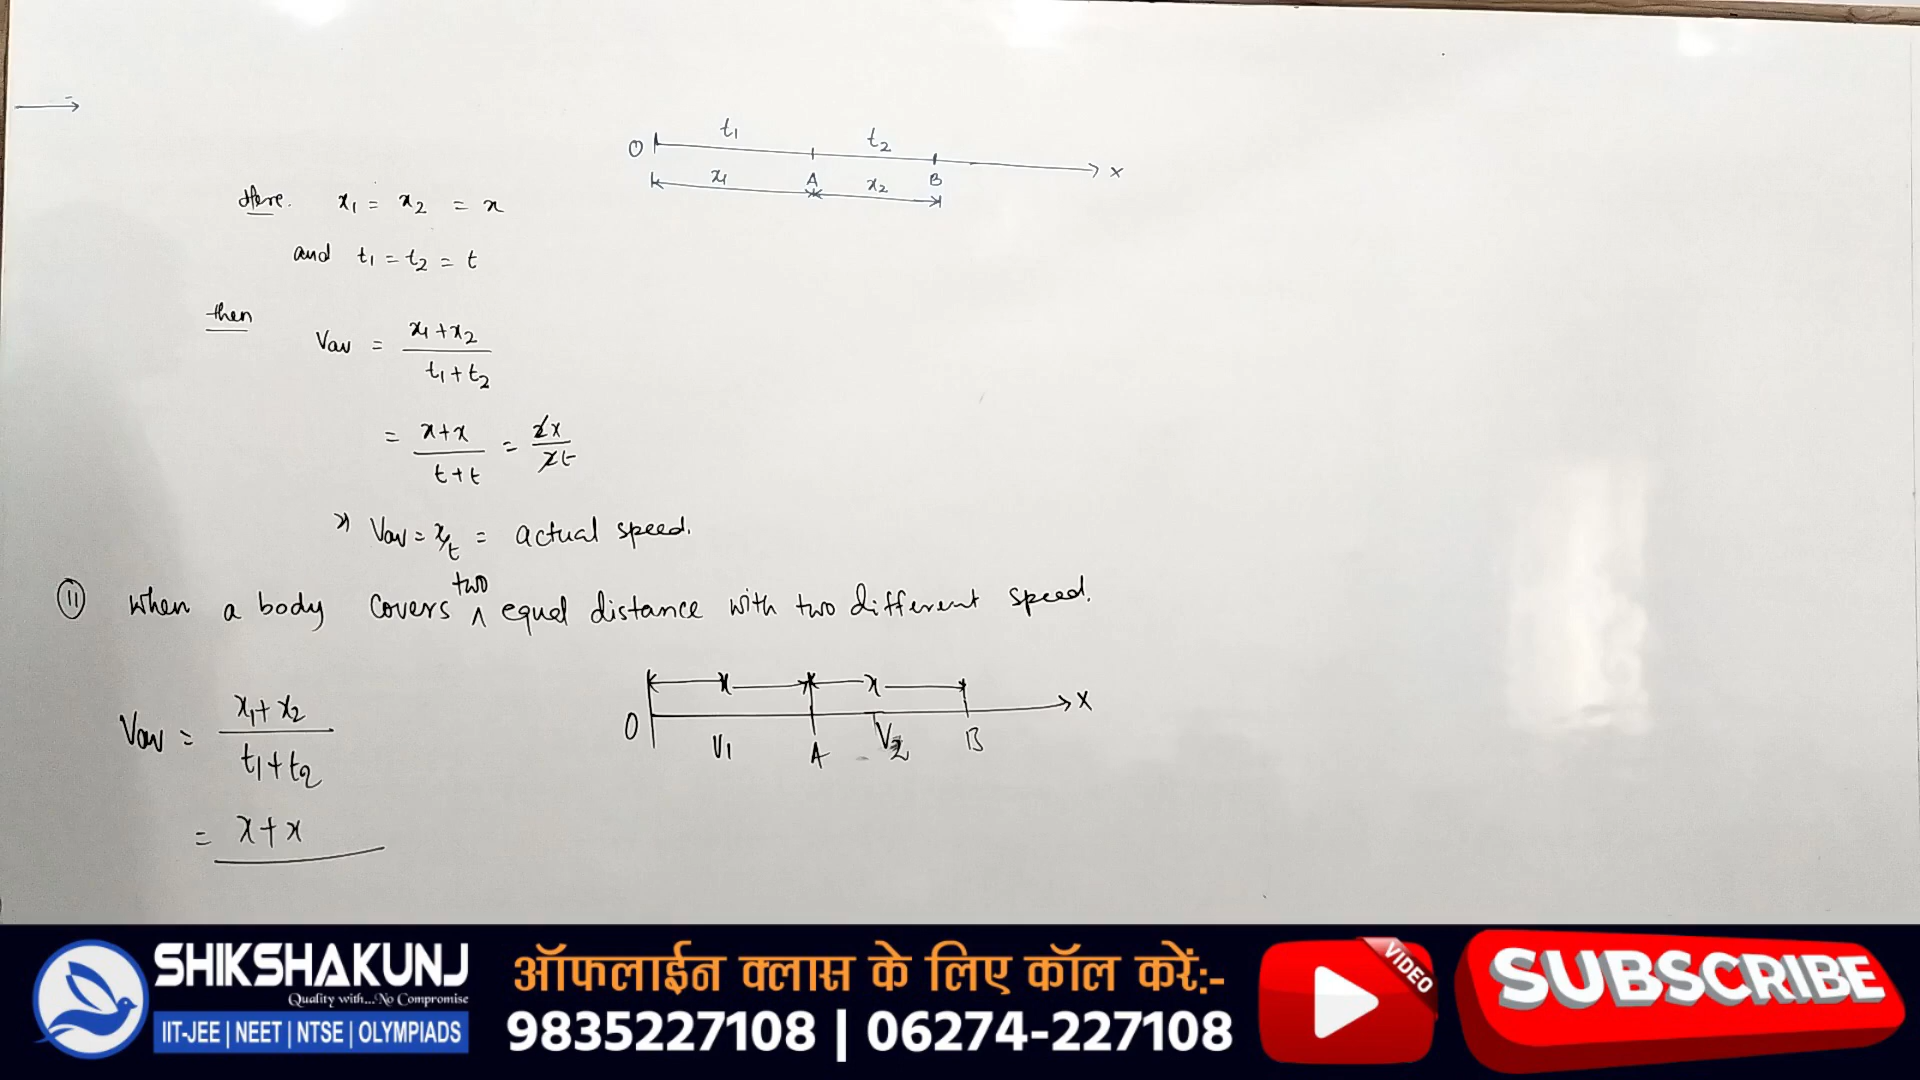 t₁ t₂
O x
x₁ A x₂ B
Here. x₁ = x₂ = x
and t₁ = t₂ = t
then
Vav = (x₁+x₂)/(t₁+t₂)
= (x+x)/(t+t) = 2x/2t
Vav = x/t = actual speed.
(ii) when a body covers two equal distance with two different speed.
x x
O V₁ A V₂ B X
Vav = (x₁+x₂)/(t₁+t₂)
= x+x
SHIKSHAKUNJ
Quality with...No Compromise
IIT-JEE | NEET | NTSE | OLYMPIADS
ऑफलाईन क्लास के लिए कॉल करें:-
9835227108 | 06274-227108
VIDEO
SUBSCRIBE